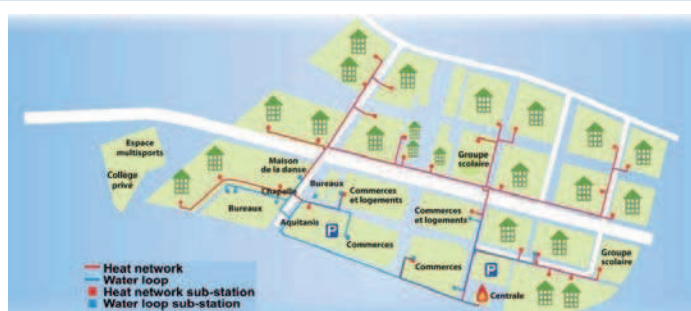 Espace
multisports
Collège
privé
Maison
de la danse
Chapelle
Bureaux
Bureaux
Aquitanis
P
Commerces
et logements
Commerces
Commerces
et logements
Commerces
Groupe
scolaire
P
Centrale
Groupe
scolaire
Heat network
Water loop
Heat network sub-station
Water loop sub-station